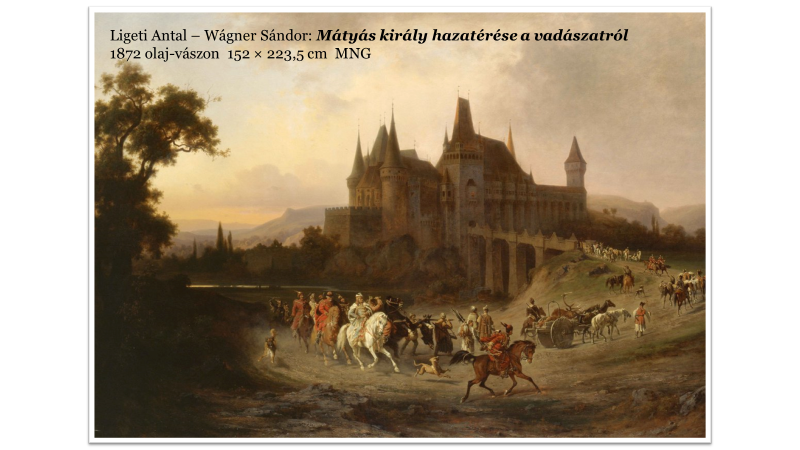 Ligeti Antal – Wágner Sándor: Mátyás király hazatérése a vadászatról
1872 olaj-vászon 152 × 223,5 cm MNG